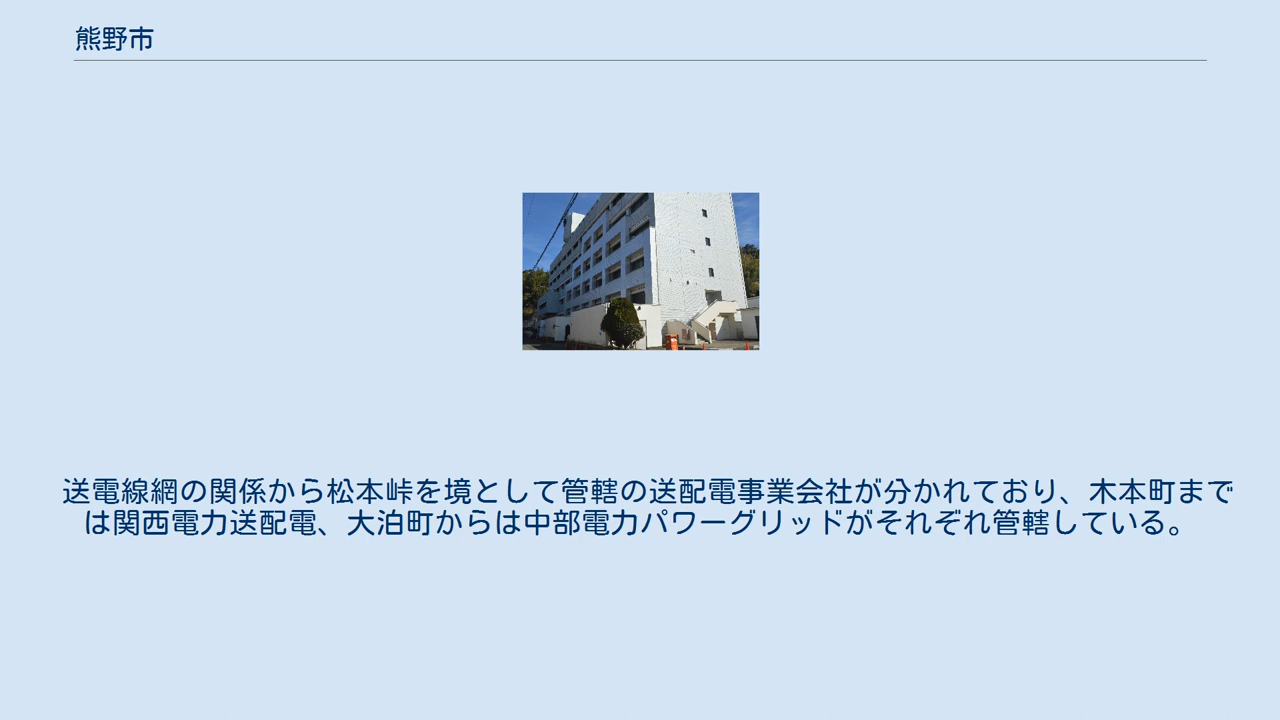 熊野市
送電線網の関係から松本峠を境として管轄の送配電事業会社が分かれており、木本町まで
は関西電力送配電、大泊町からは中部電力パワーグリッドがそれぞれ管轄している。